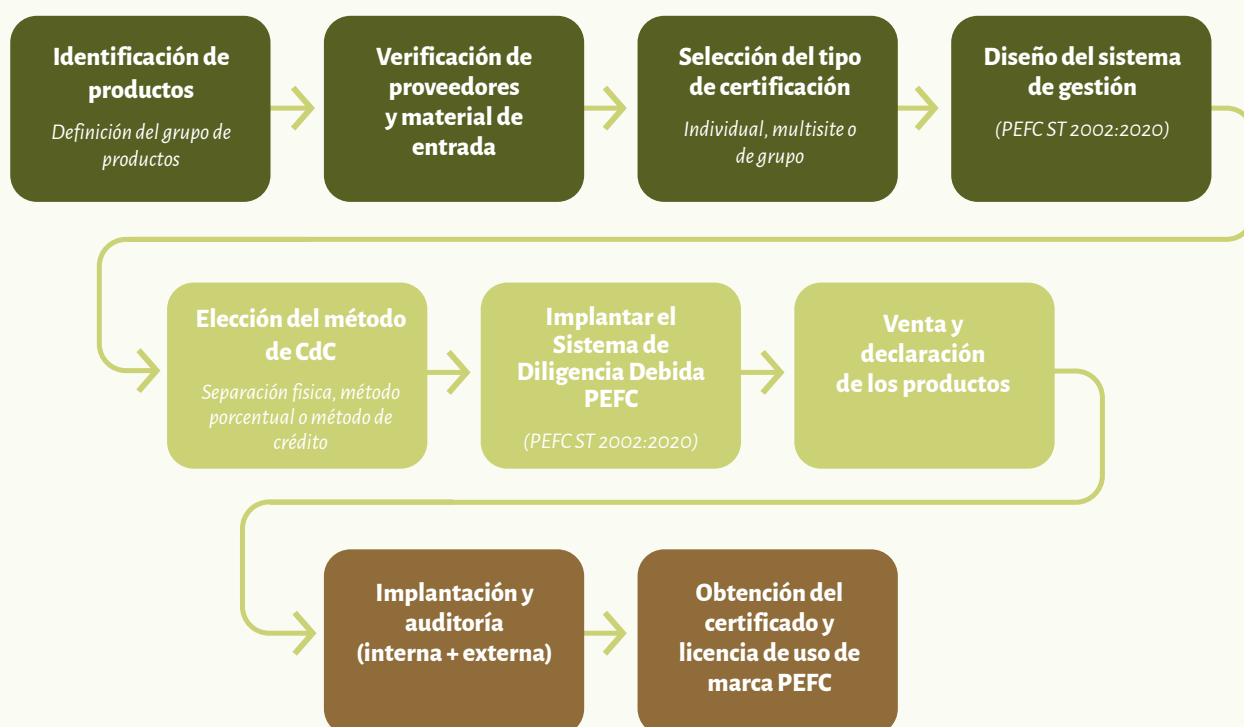 Identificación de
productos
Definición del grupo de
productos
Verificación de
proveedores
y material de
entrada
Selección del tipo
de certificación
Individual, multisite o
de grupo
Diseño del sistema
de gestión
(PEFC ST 2002:2020)
Elección del método
de CdC
Separación física, método
porcentual o método de
crédito
Implantar el
Sistema de
Diligencia Debida
PEFC
(PEFC ST 2002:2020)
Venta y
declaración
de los productos
Implantación y
auditoría
(interna + externa)
Obtención del
certificado y
licencia de uso de
marca PEFC